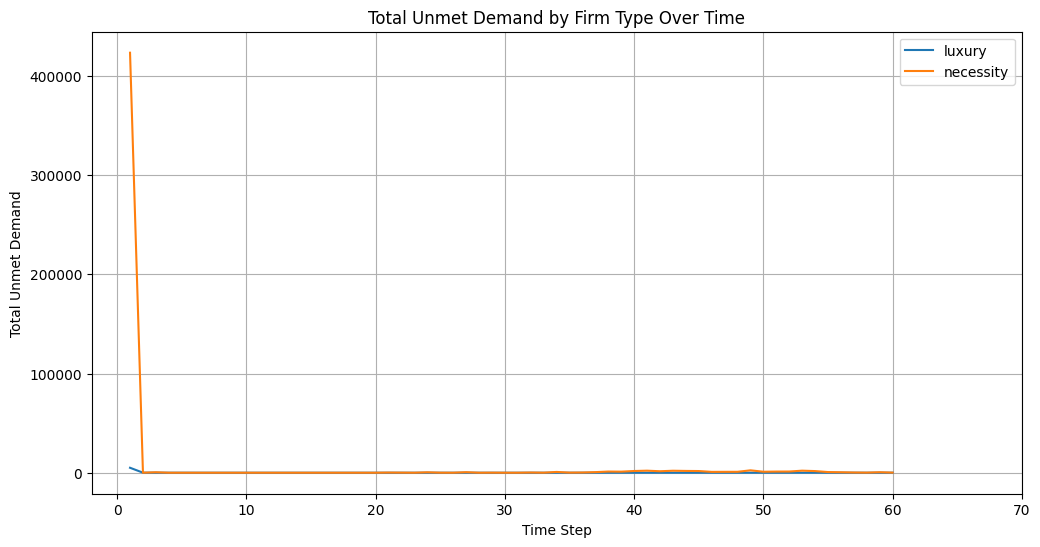 Total Unmet Demand by Firm Type Over Time
luxury
necessity
Total Unmet Demand
400000
300000
200000
100000
0
0 10 20 30 40 50 60 70
Time Step